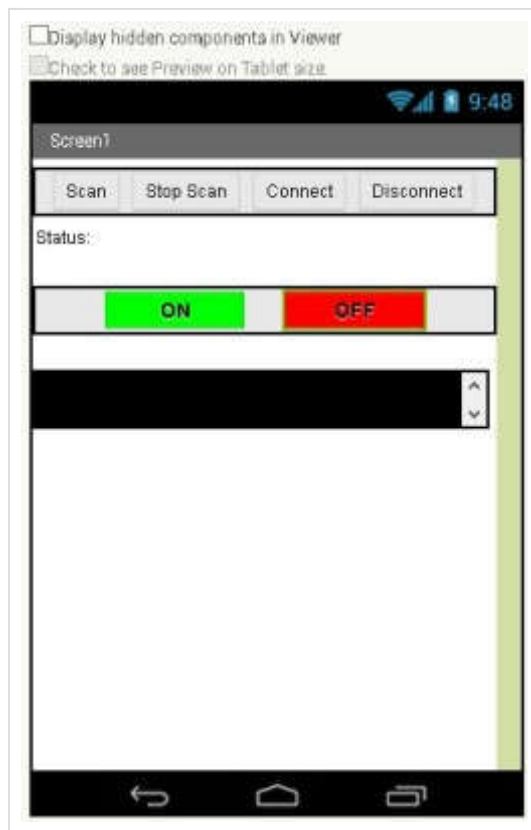 Display hidden components in Viewer
Check to see Preview on Tablet size.
9:48
Screen1
Scan Stop Scan Connect Disconnect
Status:
ON OFF